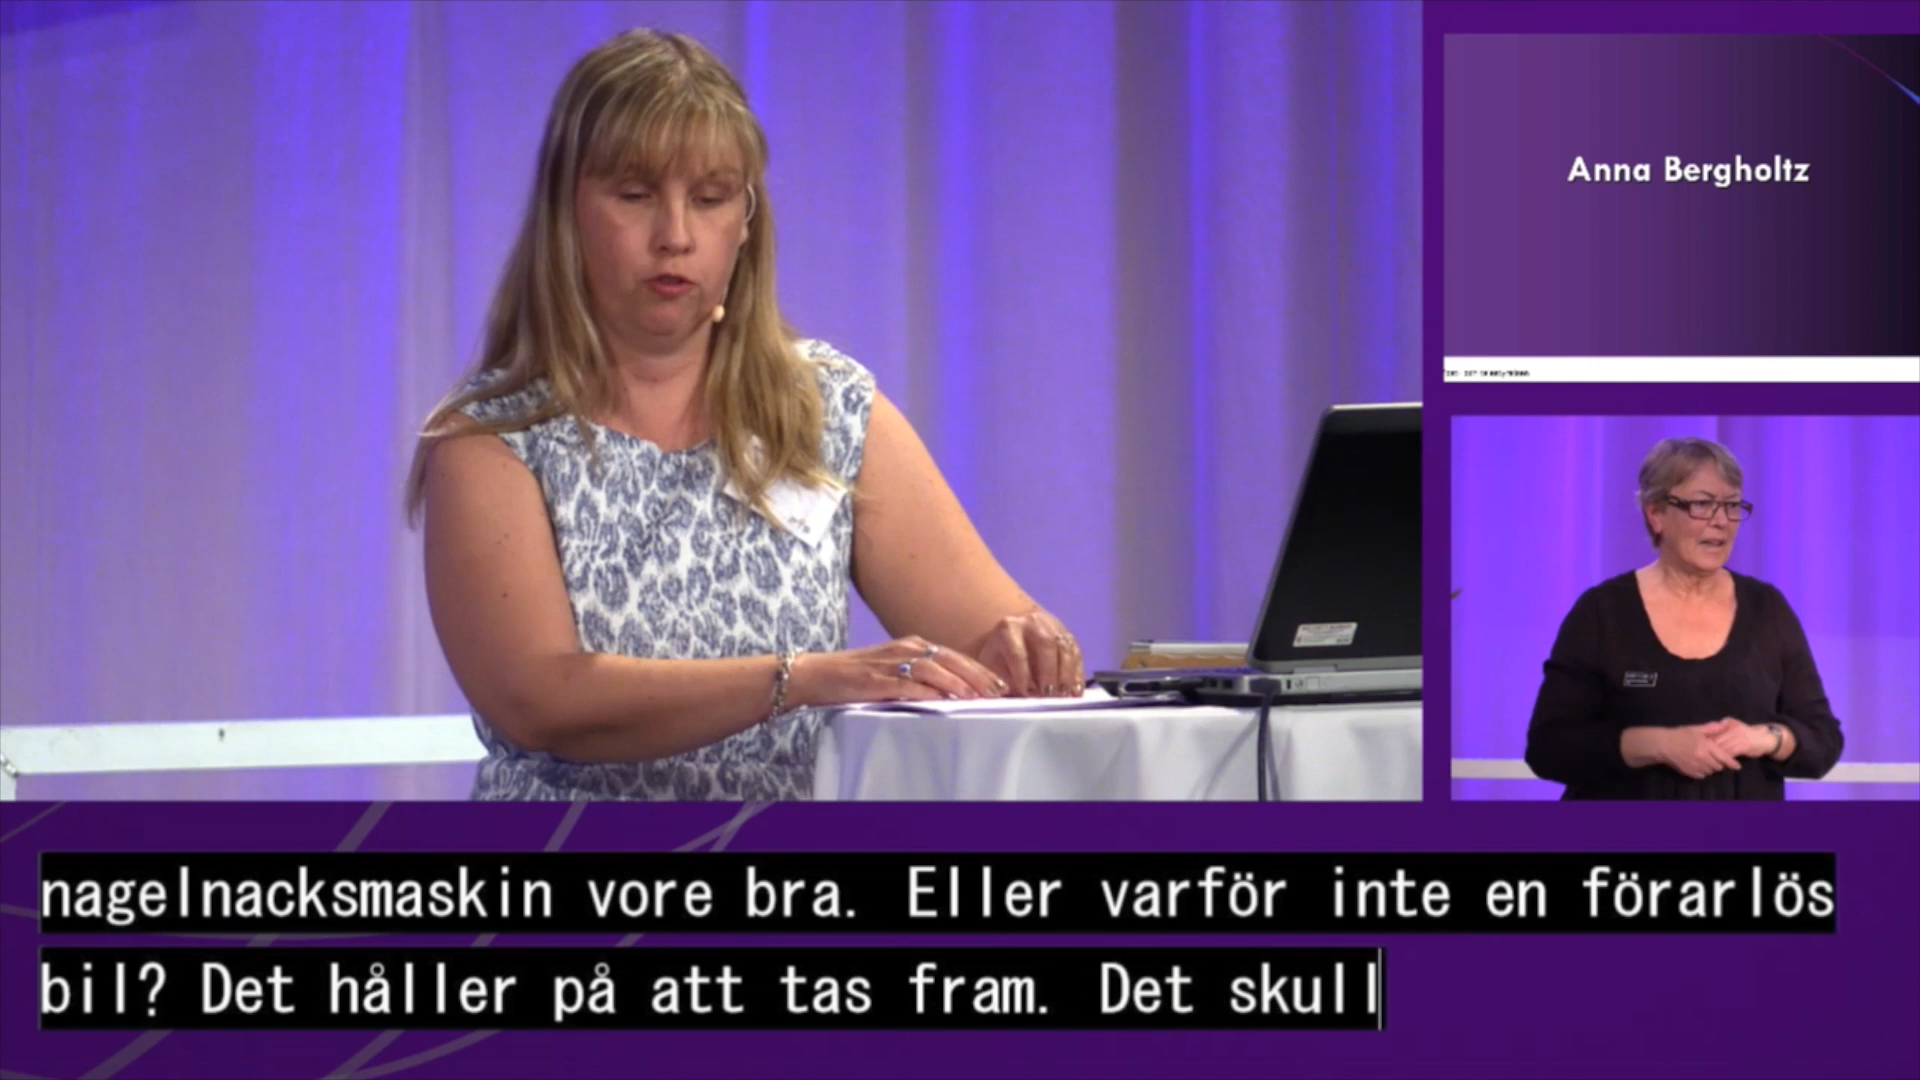 Anna Bergholtz
nagelnacksmaskin vore bra. Eller varför inte en förarlös
bil? Det håller på att tas fram. Det skull